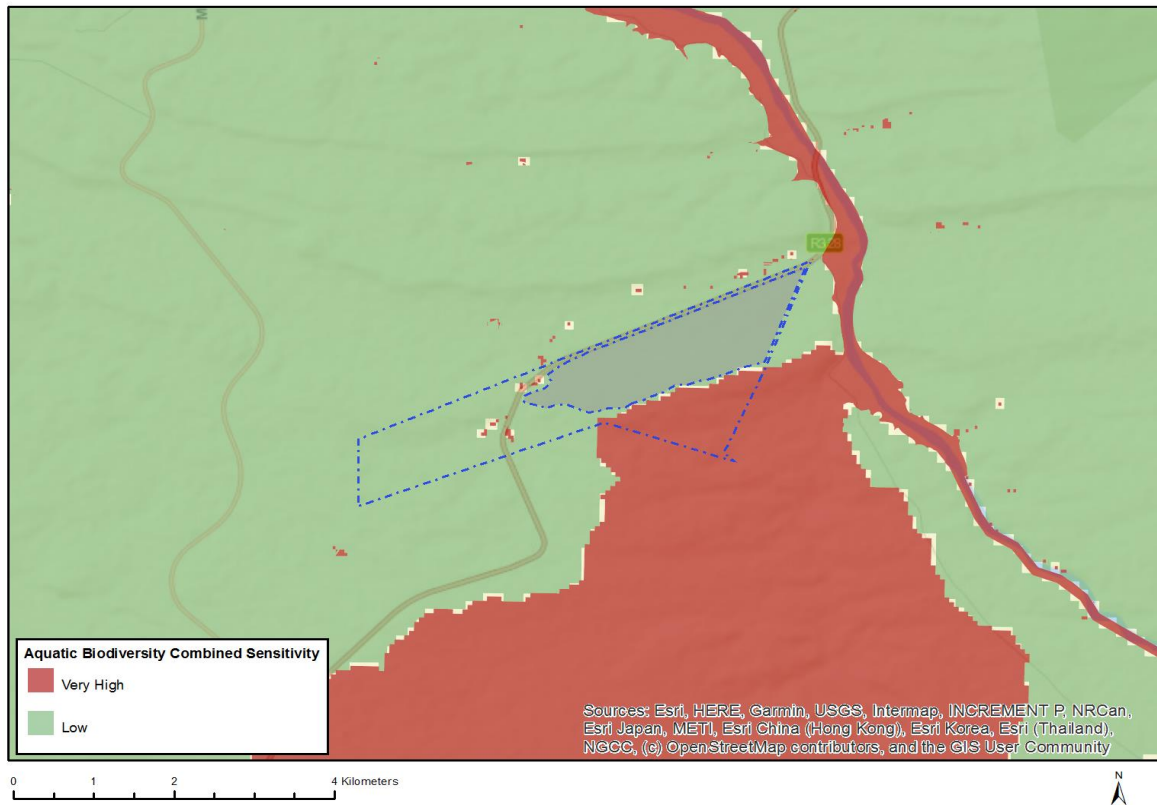 M
R323
Aquatic Biodiversity Combined Sensitivity
Very High
Low
Sources: Esri, HERE, Garmin, USGS, Intermap, INCREMENT P, NRCan,
Esri Japan, METI, Esri China (Hong Kong), Esri Korea, Esri (Thailand),
NGCC, (c) OpenStreetMap contributors, and the GIS User Community
0 1 2 4 Kilometers
N